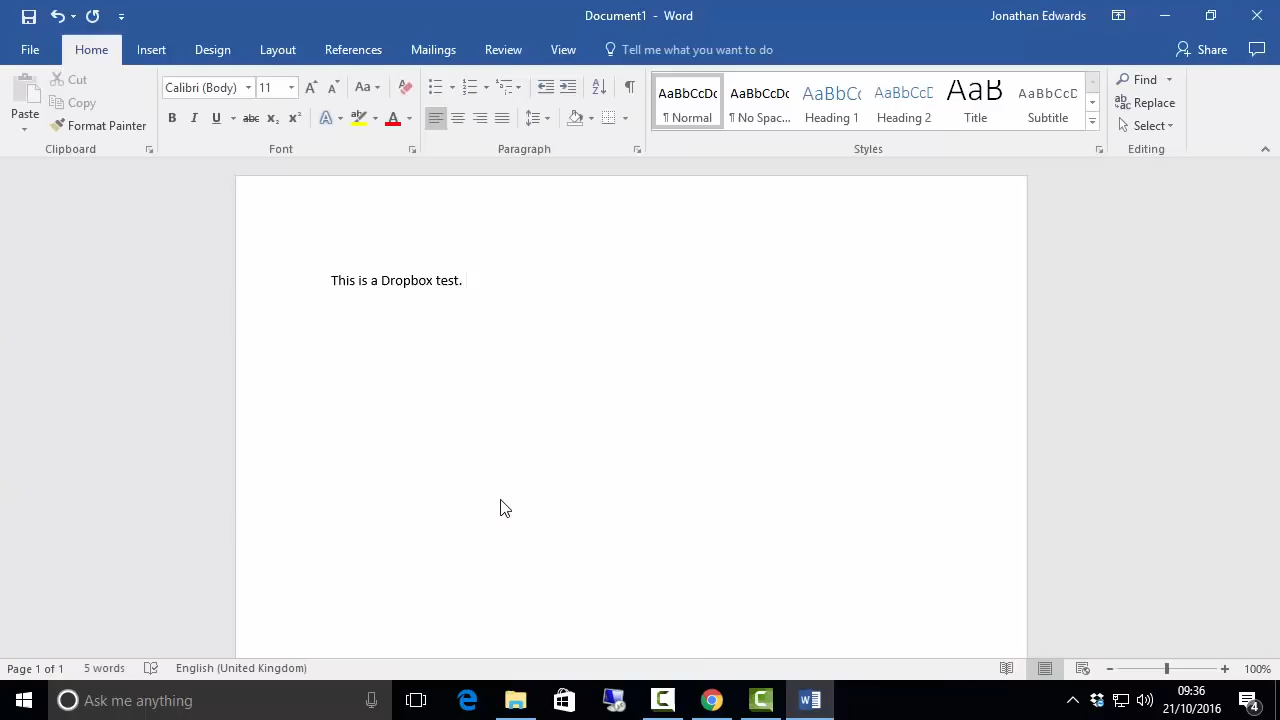 Document1 - Word
Jonathan Edwards
File Home Insert Design Layout References Mailings Review View Tell me what you want to do Share
Paste
Cut
Copy
Format Painter
Clipboard
Calibri (Body) 11
Font
Paragraph
AaBbCcDc AaBbCcDc AaBbCc AaBbCcD AaB AaBbCcD
¶ Normal ¶ No Spac... Heading 1 Heading 2 Title Subtitle
Styles
Find
Replace
Select
Editing
This is a Dropbox test.
Page 1 of 1 5 words English (United Kingdom) 100%
Ask me anything
09:36
21/10/2016
4